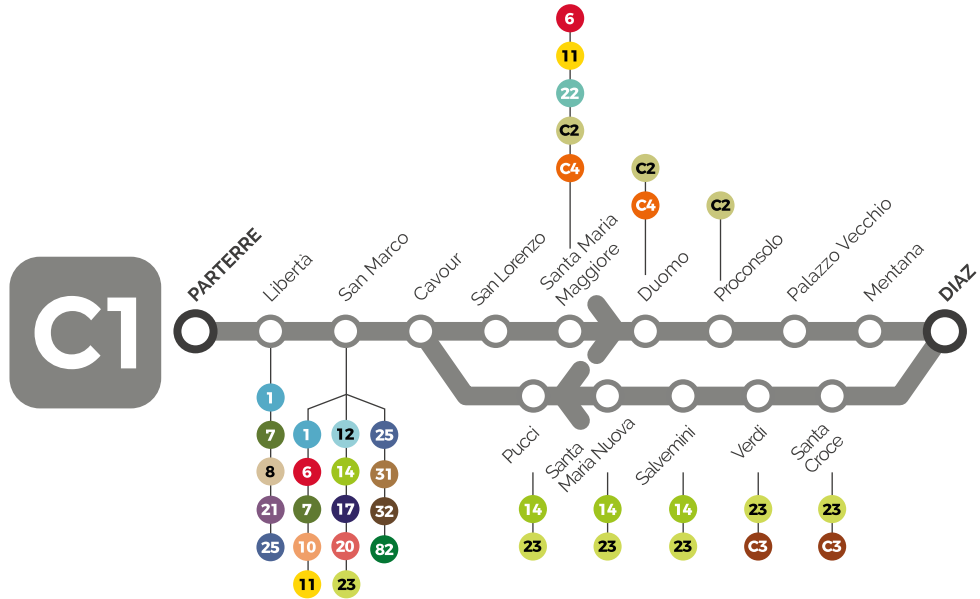 C1
PARTERRE
Libertà
San Marco
Cavour
San Lorenzo
Santa Maria
Maggiore
Duomo
Proconsolo
Palazzo Vecchio
Mentana
DIAZ
6
11
22
C2
C4
C2
C4
C2
1
7
8
21
25
1
6
7
10
11
12
14
17
20
23
25
31
32
82
Pucci
Santa
Maria Nuova
Salvemini
Verdi
Santa
Croce
14
23
14
23
14
23
23
C3
23
C3